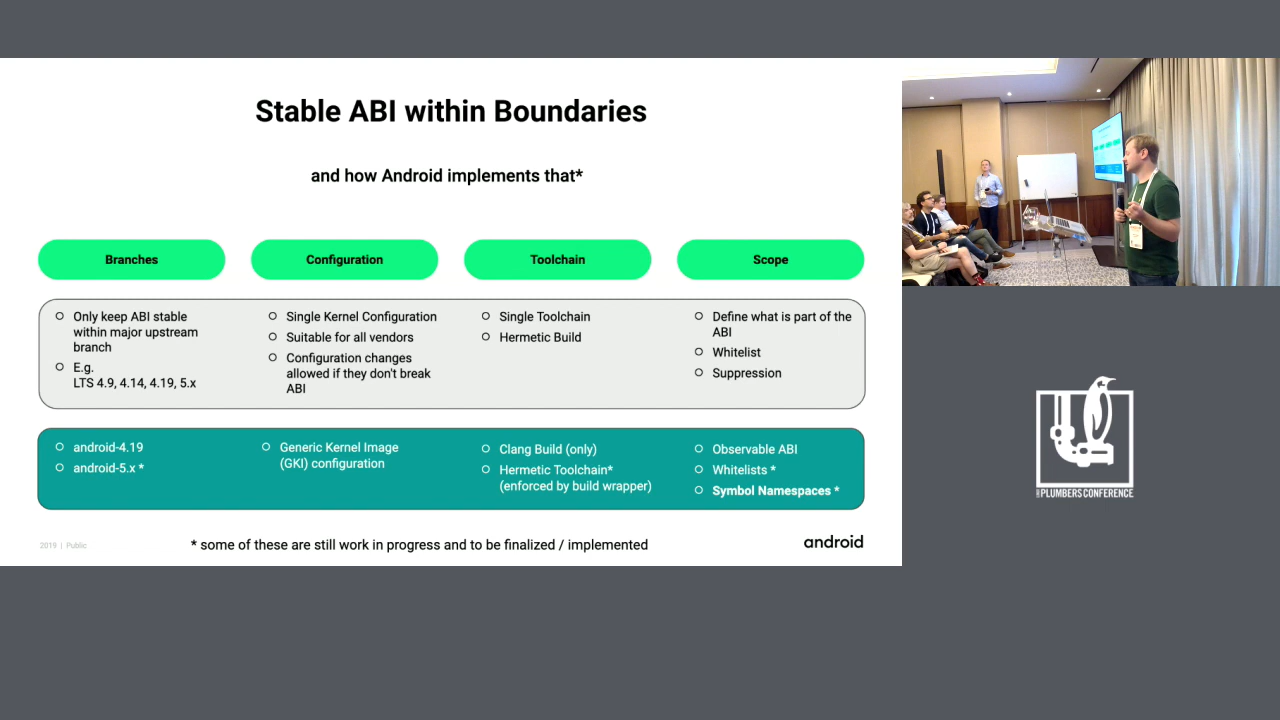 Stable ABI within Boundaries
and how Android implements that*
Branches
Configuration
Toolchain
Scope
Only keep ABI stable
within major upstream
branch
E.g.
LTS 4.9, 4.14, 4.19, 5.x
Single Kernel Configuration
Suitable for all vendors
Configuration changes
allowed if they don't break
ABI
Single Toolchain
Hermetic Build
Define what is part of the
ABI
Whitelist
Suppression
android-4.19
android-5.x *
Generic Kernel Image
(GKI) configuration
Clang Build (only)
Hermetic Toolchain*
(enforced by build wrapper)
Observable ABI
Whitelists *
Symbol Namespaces *
2019 | Public
* some of these are still work in progress and to be finalized / implemented
android
PLUMBERS CONFERENCE